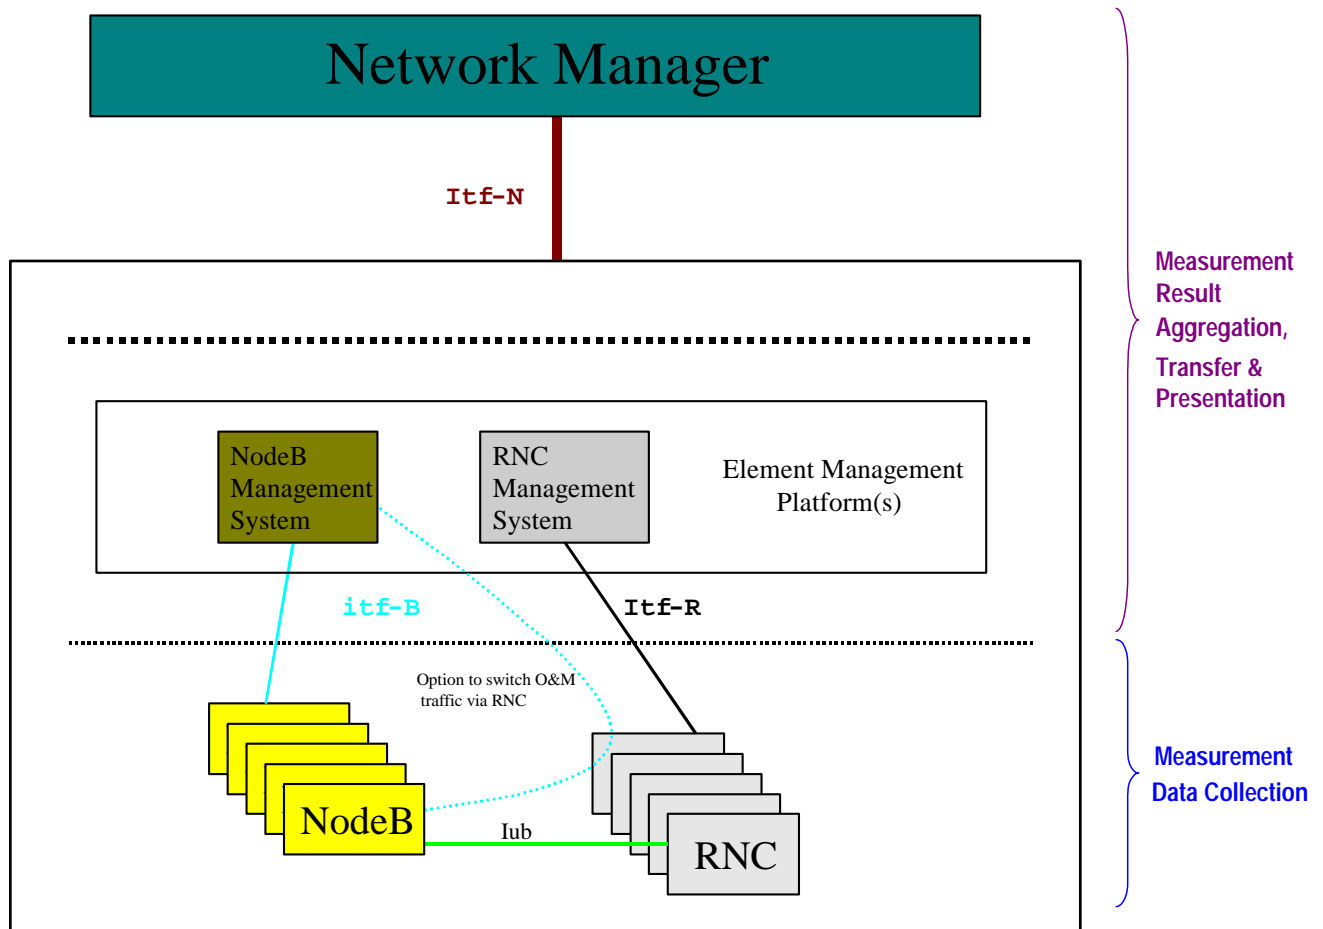 Network Manager
Itf-N
Measurement
Result
Aggregation,
Transfer &
Presentation
NodeB
Management
System
RNC
Management
System
Element Management
Platform(s)
itf-B
Itf-R
Option to switch O&M
traffic via RNC
Measurement
Data Collection
NodeB
Iub
RNC